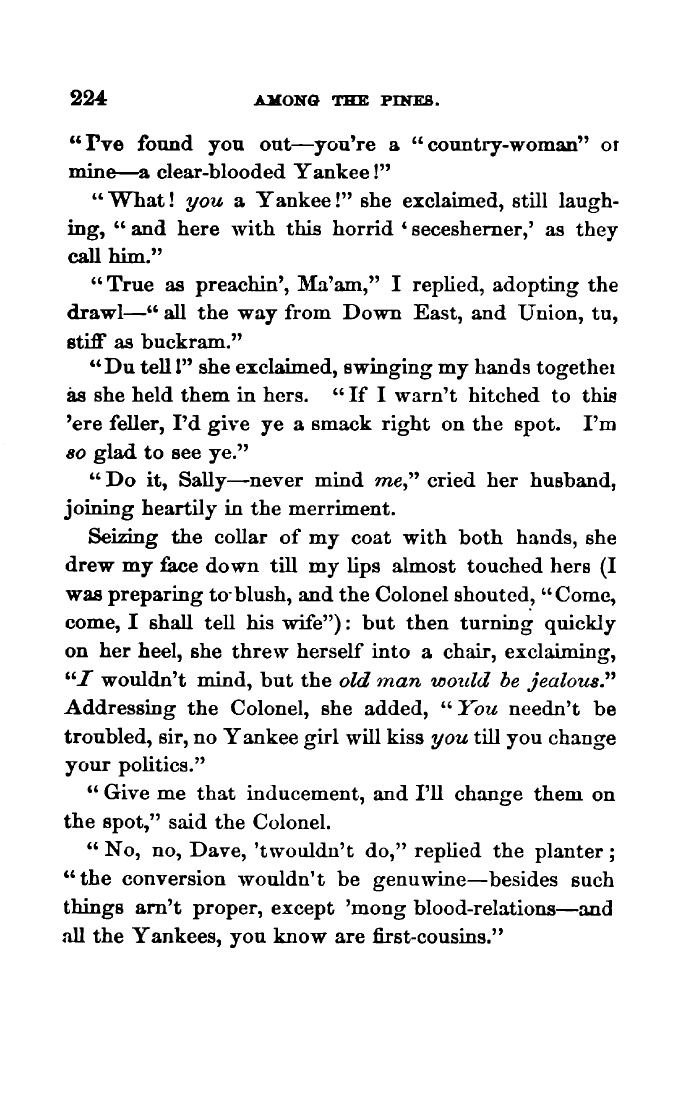 224 AMONG THE PINES.
“I've found you out—you're a “country-woman” of
mine—a clear-blooded Yankee!”
“What! you a Yankee!” she exclaimed, still laugh-
ing, “and here with this horrid ‘seceshemer,’ as they
call him.”
“True as preachin’, Ma’am,” I replied, adopting the
drawl—“all the way from Down East, and Union, tu,
stiff as buckram.”
“Du tell!” she exclaimed, swinging my hands together
as she held them in hers. “If I warn’t hitched to this
’ere feller, I’d give ye a smack right on the spot. I’m
so glad to see ye.”
“Do it, Sally—never mind me,” cried her husband,
joining heartily in the merriment.
Seizing the collar of my coat with both hands, she
drew my face down till my lips almost touched hers (I
was preparing to blush, and the Colonel shouted, “Come,
come, I shall tell his wife”): but then turning quickly
on her heel, she threw herself into a chair, exclaiming,
“I wouldn’t mind, but the old man would be jealous.”
Addressing the Colonel, she added, “You needn’t be
troubled, sir, no Yankee girl will kiss you till you change
your politics.”
“Give me that inducement, and I’ll change them on
the spot,” said the Colonel.
“No, no, Dave, ’twouldn’t do,” replied the planter;
“the conversion wouldn’t be genuwine—besides such
things arn’t proper, except ’mong blood-relations—and
all the Yankees, you know are first-cousins.”